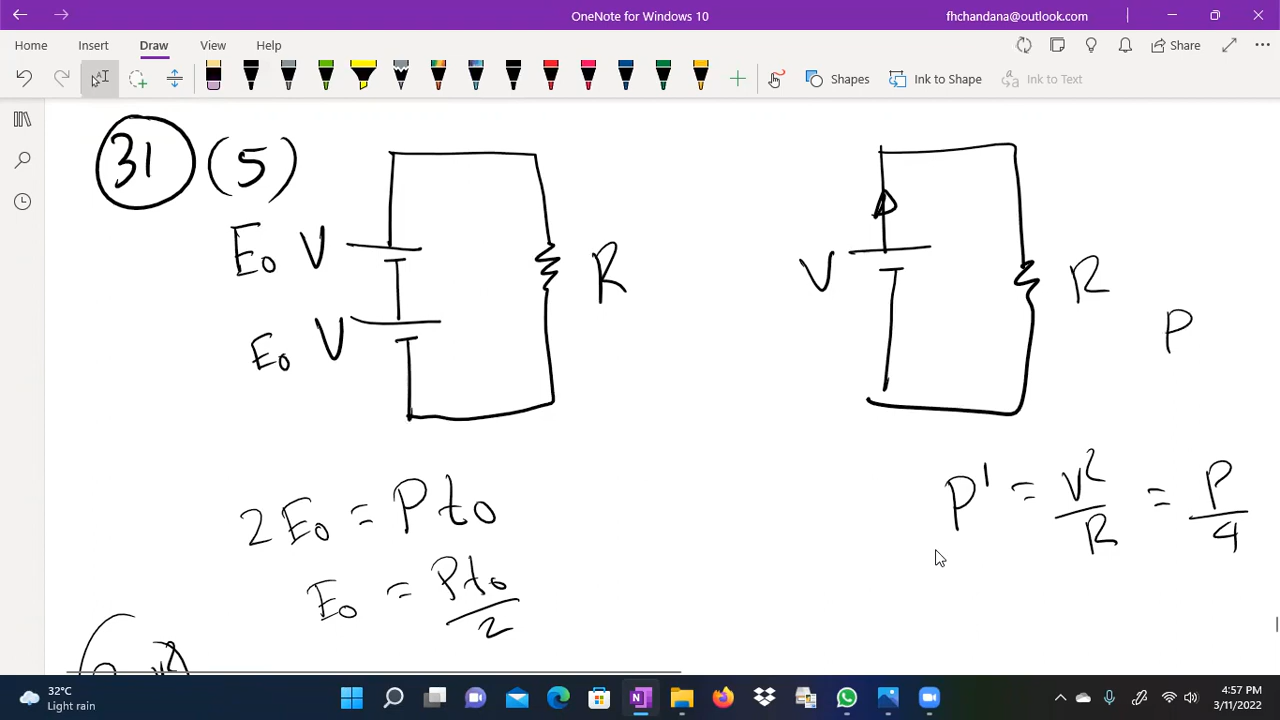 OneNote for Windows 10
fhchandana@outlook.com
Home Insert Draw View Help
Share
Shapes
Ink to Shape
Ink to Text
31 (5)
E₀ V
R
E₀ V
V
R
P
2E₀ = Pt₀
E₀ = Pt₀/2
P' = V²/R = P/4
V²
32°C
Light rain
4:57 PM
3/11/2022